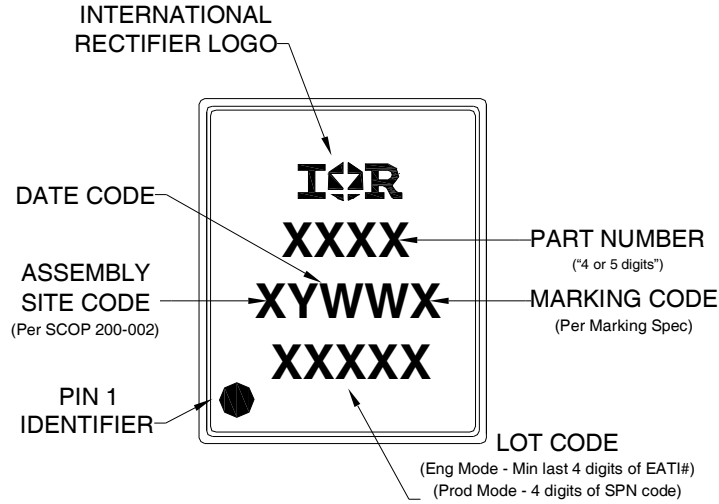 INTERNATIONAL
RECTIFIER LOGO
IOR
DATE CODE
XXXX
PART NUMBER
("4 or 5 digits")
ASSEMBLY
SITE CODE
(Per SCOP 200-002)
XYWWX
MARKING CODE
(Per Marking Spec)
XXXXX
PIN 1
IDENTIFIER
LOT CODE
(Eng Mode - Min last 4 digits of EATI#)
(Prod Mode - 4 digits of SPN code)